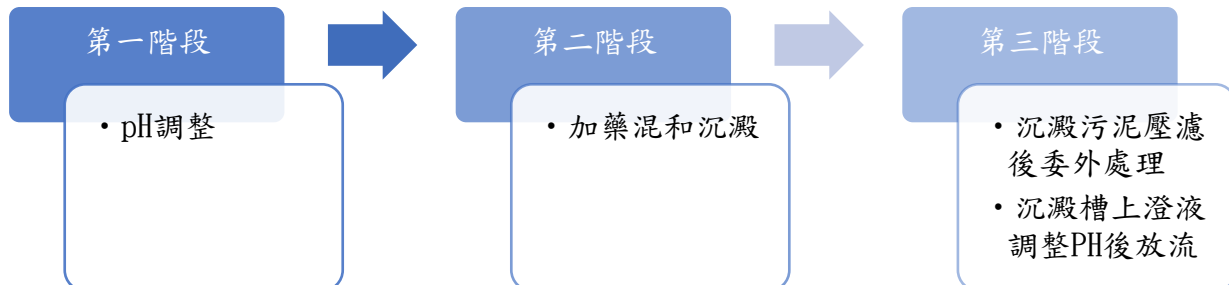 第一階段
• pH調整
第二階段
• 加藥混和沉澱
第三階段
• 沉澱污泥壓濾
後委外處理
• 沉澱槽上澄液
調整PH後放流